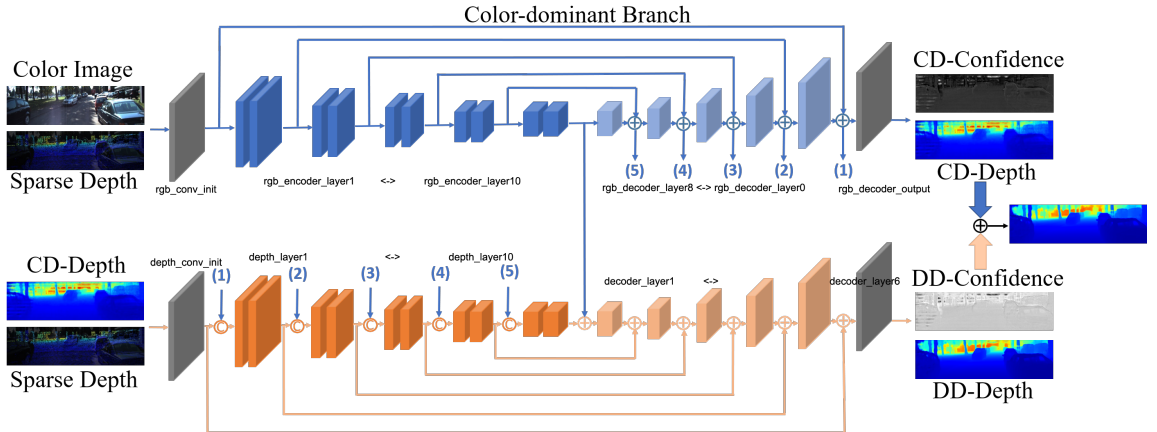 Color-dominant Branch
Color Image
CD-Confidence
Sparse Depth
rgb_conv_init
rgb_encoder_layer1
<->
rgb_encoder_layer10
(5)
(4)
(3)
(2)
(1)
rgb_decoder_layer8 <-> rgb_decoder_layer0
rgb_decoder_output
CD-Depth
CD-Depth
depth_conv_init
(1)
depth_layer1
(2)
<->
(3)
(4)
depth_layer10
(5)
decoder_layer1
<->
decoder_layer6
DD-Confidence
Sparse Depth
DD-Depth